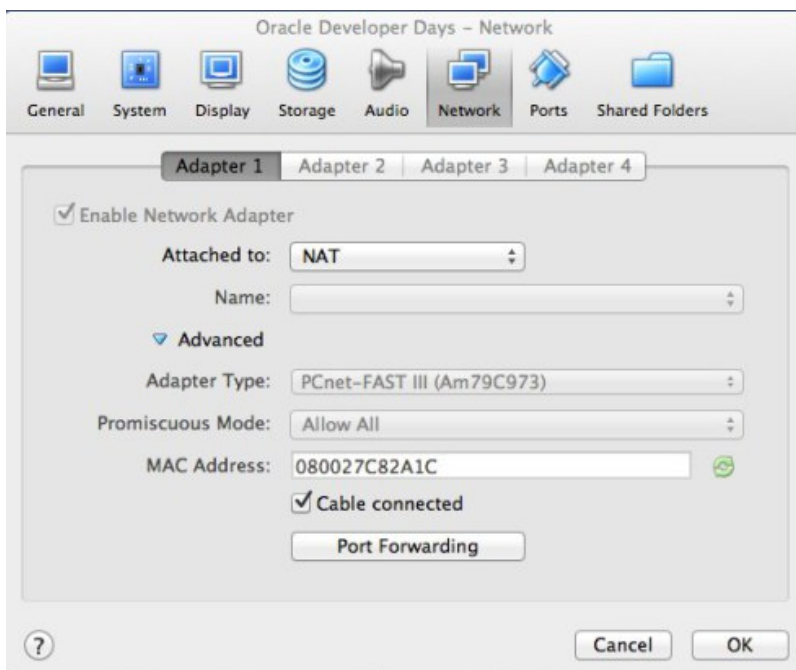 Oracle Developer Days – Network
General System Display Storage Audio Network Ports Shared Folders
Adapter 1 Adapter 2 Adapter 3 Adapter 4
Enable Network Adapter
Attached to: NAT
Name:
Advanced
Adapter Type: PCnet-FAST III (Am79C973)
Promiscuous Mode: Allow All
MAC Address: 080027C82A1C
Cable connected
Port Forwarding
? Cancel OK